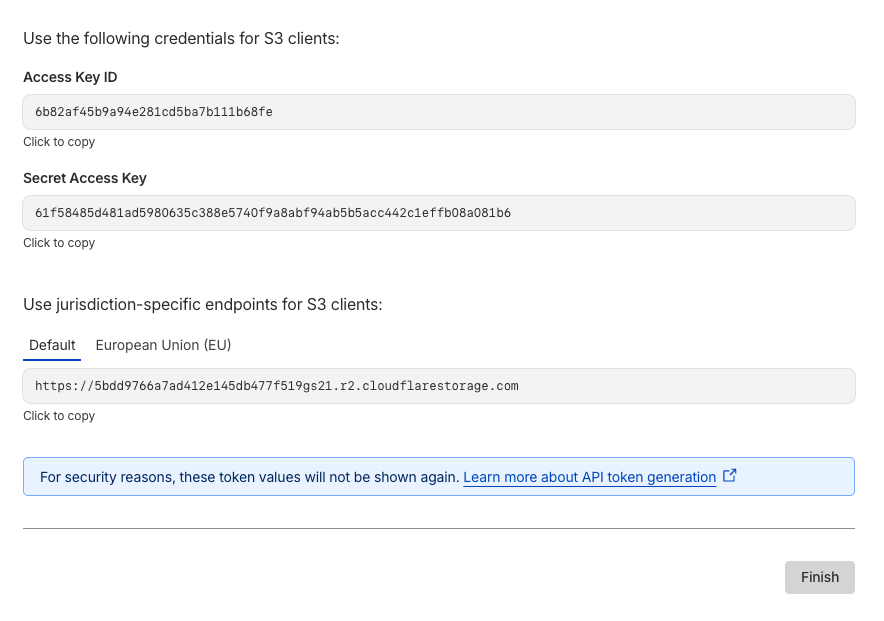 Use the following credentials for S3 clients:
Access Key ID
6b82af45b9a94e281cd5ba7b111b68fe
Click to copy
Secret Access Key
61f58485d481ad5980635c388e5740f9a8abf94ab5b5acc442c1effb08a081b6
Click to copy
Use jurisdiction-specific endpoints for S3 clients:
Default European Union (EU)
https://5bdd9766a7ad412e145db477f519gs21.r2.cloudflarestorage.com
Click to copy
For security reasons, these token values will not be shown again. Learn more about API token generation
Finish